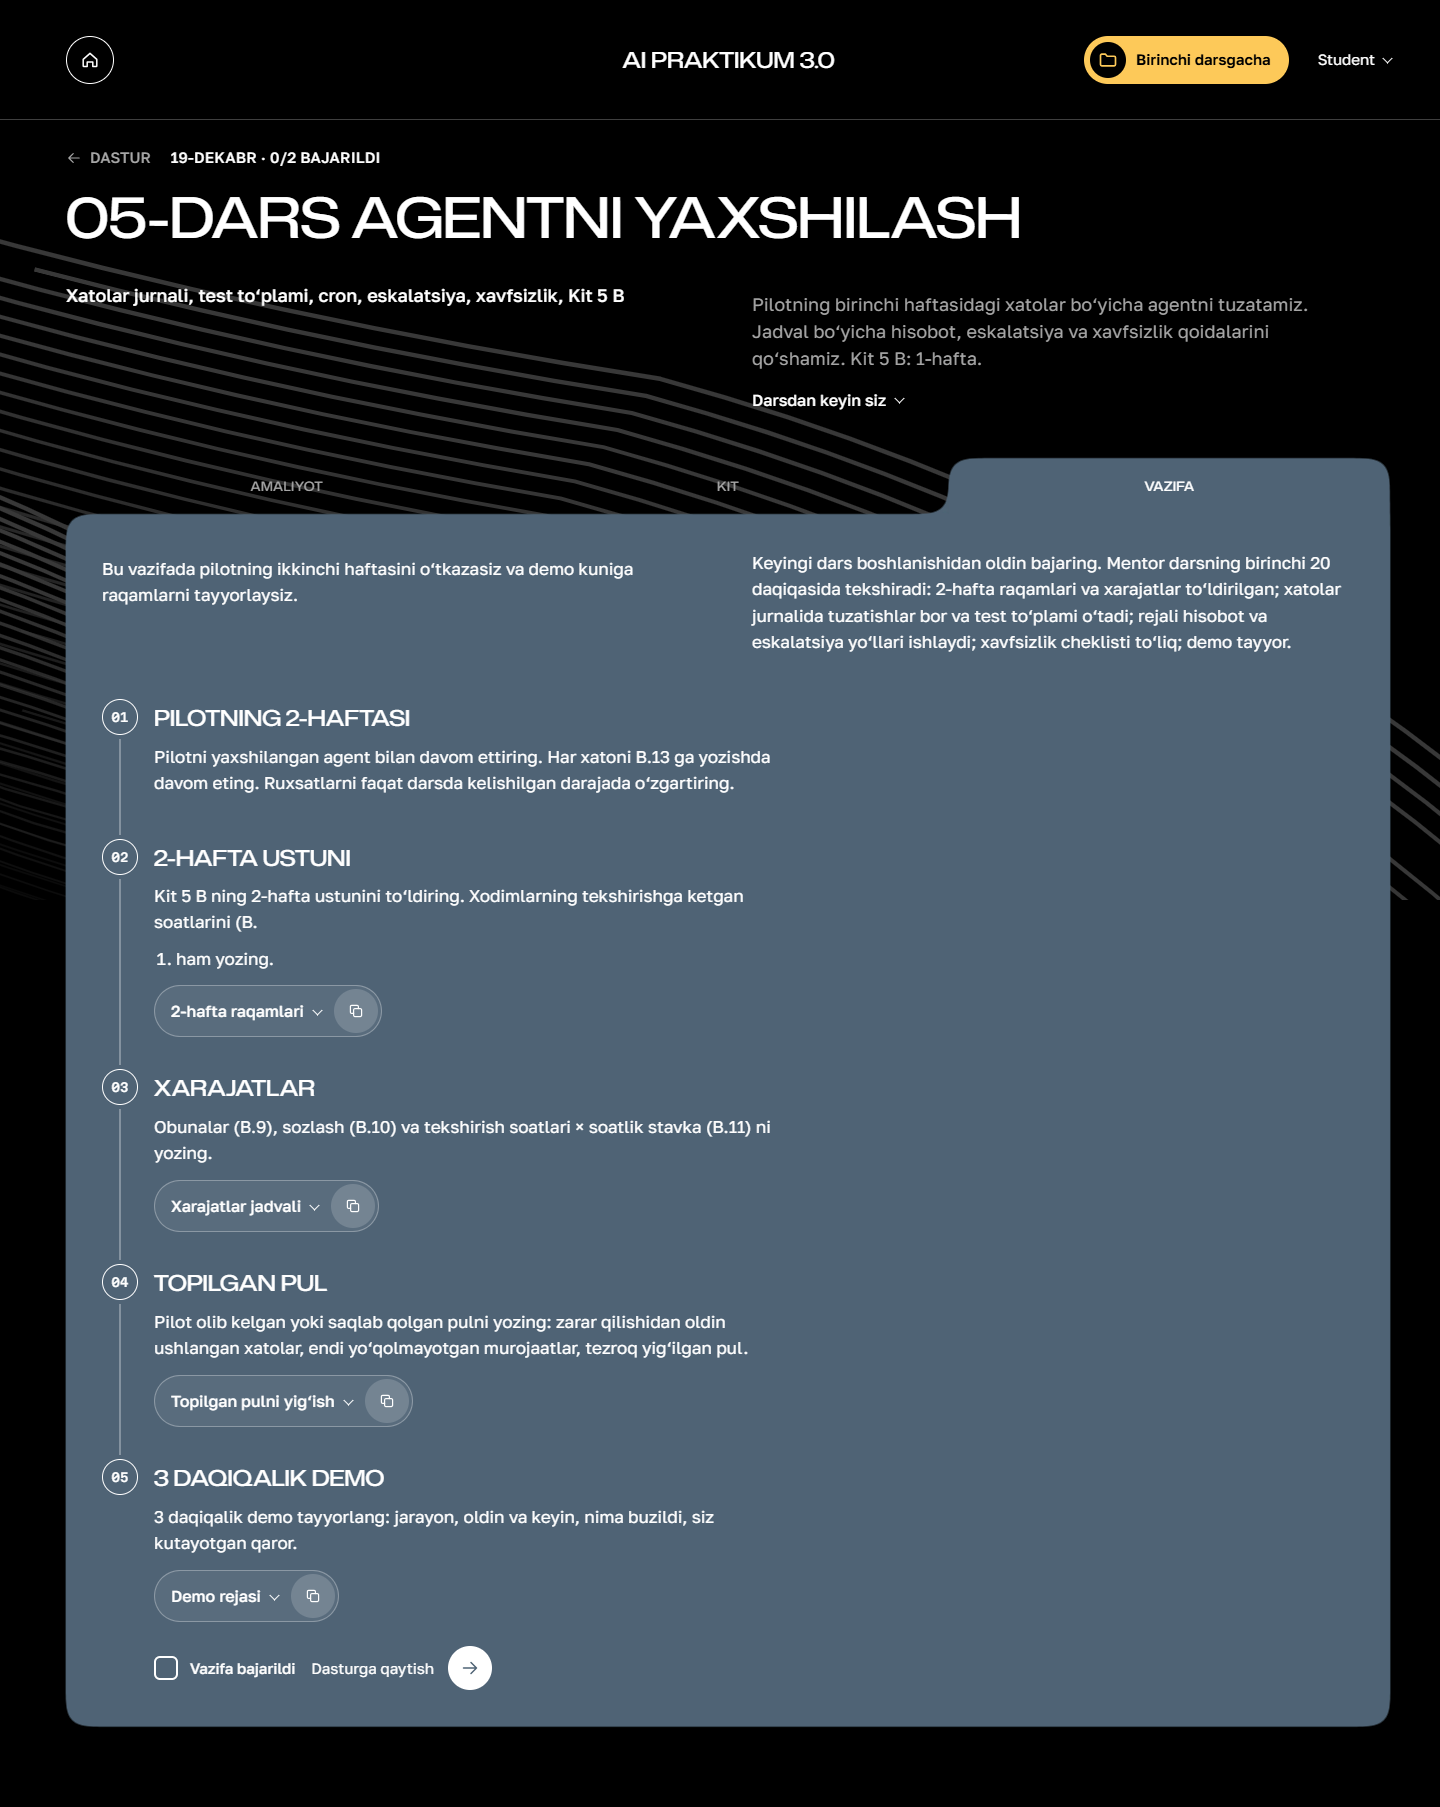 AI PRAKTIKUM 3.0
Birinchi darsgacha
Student
DASTUR
19-DEKABR · 0/2 BAJARILDI
05-DARS AGENTNI YAXSHILASH
Xatolar jurnali, test to‘plami, cron, eskalatsiya, xavfsizlik, Kit 5 B
Pilotning birinchi haftasidagi xatolar bo‘yicha agentni tuzatamiz.
Jadval bo‘yicha hisobot, eskalatsiya va xavfsizlik qoidalarini
qo‘shamiz. Kit 5 B: 1-hafta.
Darsdan keyin siz
AMALIYOT
KIT
VAZIFA
Bu vazifada pilotning ikkinchi haftasini o‘tkazasiz va demo kuniga
raqamlarni tayyorlaysiz.
Keyingi dars boshlanishidan oldin bajaring. Mentor darsning birinchi 20
daqiqasida tekshiradi: 2-hafta raqamlari va xarajatlar to‘ldirilgan; xatolar
jurnalida tuzatishlar bor va test to‘plami o‘tadi; rejali hisobot va
eskalatsiya yo‘llari ishlaydi; xavfsizlik cheklisti to‘liq; demo tayyor.
01
PILOTNING 2-HAFTASI
Pilotni yaxshilangan agent bilan davom ettiring. Har xatoni B.13 ga yozishda
davom eting. Ruxsatlarni faqat darsda kelishilgan darajada o‘zgartiring.
02
2-HAFTA USTUNI
Kit 5 B ning 2-hafta ustunini to‘ldiring. Xodimlarning tekshirishga ketgan
soatlarini (B.
1. ham yozing.
2-hafta raqamlari
03
XARAJATLAR
Obunalar (B.9), sozlash (B.10) va tekshirish soatlari × soatlik stavka (B.11) ni
yozing.
Xarajatlar jadvali
04
TOPILGAN PUL
Pilot olib kelgan yoki saqlab qolgan pulni yozing: zarar qilishidan oldin
ushlangan xatolar, endi yo‘qolmayotgan murojaatlar, tezroq yig‘ilgan pul.
Topilgan pulni yig‘ish
05
3 DAQIQALIK DEMO
3 daqiqalik demo tayyorlang: jarayon, oldin va keyin, nima buzildi, siz
kutayotgan qaror.
Demo rejasi
Vazifa bajarildi
Dasturga qaytish